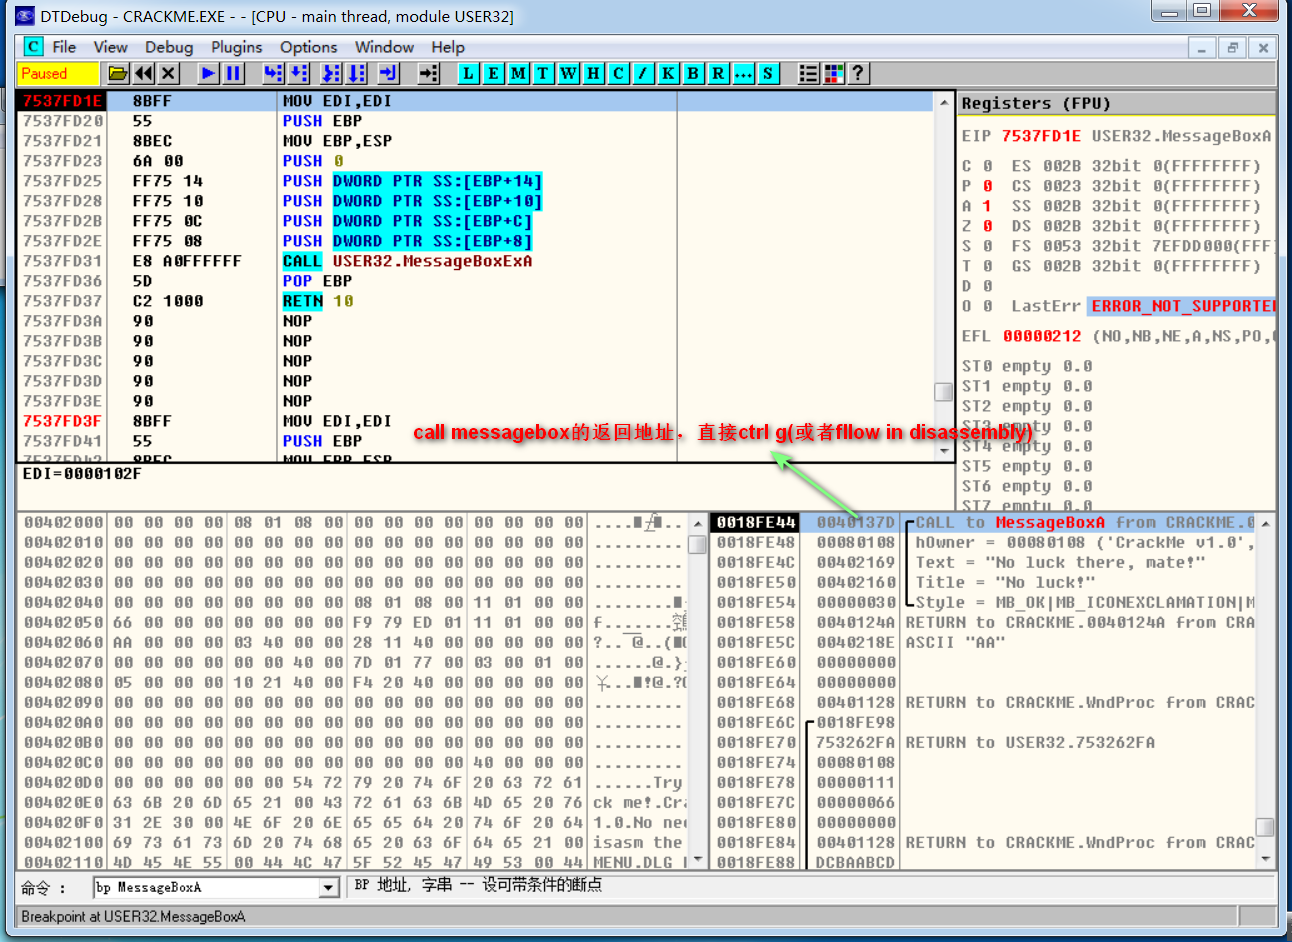 DTDebug - CRACKME.EXE - - [CPU - main thread, module USER32]
C File View Debug Plugins Options Window Help
Paused L E M T W H C / K B R ... S ?
7537FD1E 8BFF MOV EDI,EDI
7537FD20 55 PUSH EBP
7537FD21 8BEC MOV EBP,ESP
7537FD23 6A 00 PUSH 0
7537FD25 FF75 14 PUSH DWORD PTR SS:[EBP+14]
7537FD28 FF75 10 PUSH DWORD PTR SS:[EBP+10]
7537FD2B FF75 0C PUSH DWORD PTR SS:[EBP+C]
7537FD2E FF75 08 PUSH DWORD PTR SS:[EBP+8]
7537FD31 E8 A0FFFFFF CALL USER32.MessageBoxExA
7537FD36 5D POP EBP
7537FD37 C2 1000 RETN 10
7537FD3A 90 NOP
7537FD3B 90 NOP
7537FD3C 90 NOP
7537FD3D 90 NOP
7537FD3E 90 NOP
7537FD3F 8BFF MOV EDI,EDI
7537FD41 55 PUSH EBP
7537FD42 8BEC MOV EBP,ESP
call messagebox的返回地址，直接ctrl g(或者fllow in disassembly)
EDI=0000102F
Registers (FPU)
EIP 7537FD1E USER32.MessageBoxA
C 0 ES 002B 32bit 0(FFFFFFFF)
P 0 CS 0023 32bit 0(FFFFFFFF)
A 1 SS 002B 32bit 0(FFFFFFFF)
Z 0 DS 002B 32bit 0(FFFFFFFF)
S 0 FS 0053 32bit 7EFDD000(FFF
T 0 GS 002B 32bit 0(FFFFFFFF)
D 0
O 0 LastErr ERROR_NOT_SUPPORTE
EFL 00000212 (NO,NB,NE,A,NS,PO,
ST0 empty 0.0
ST1 empty 0.0
ST2 empty 0.0
ST3 empty 0.0
ST4 empty 0.0
ST5 empty 0.0
ST6 empty 0.0
ST7 empty 0.0
00402000 00 00 00 00 08 01 08 00 00 00 00 00 00 00 00 00
00402010 00 00 00 00 00 00 00 00 00 00 00 00 00 00 00 00 .........
00402020 00 00 00 00 00 00 00 00 00 00 00 00 00 00 00 00 .........
00402030 00 00 00 00 00 00 00 00 00 00 00 00 00 00 00 00 .........
00402040 00 00 00 00 00 00 00 00 08 01 08 00 11 01 00 00
00402050 66 00 00 00 00 00 00 00 F9 79 ED 01 11 01 00 00
00402060 AA 00 00 00 03 40 00 00 28 11 40 00 00 00 00 00
00402070 00 00 00 00 00 00 40 00 7D 01 77 00 03 00 01 00 ......@.}
00402080 05 00 00 00 10 21 40 00 F4 20 40 00 00 00 00 00
00402090 00 00 00 00 00 00 00 00 00 00 00 00 00 00 00 00 .........
004020A0 00 00 00 00 00 00 00 00 00 00 00 00 00 00 00 00 .........
004020B0 00 00 00 00 00 00 00 00 00 00 00 00 00 00 00 00 .........
004020C0 00 00 00 00 00 00 00 00 00 00 00 00 40 00 00 00 .........
004020D0 00 00 00 00 00 00 54 72 79 20 74 6F 20 63 72 61 ......Try
004020E0 63 6B 20 6D 65 21 00 43 72 61 63 6B 4D 65 20 76 ck me!.Cra
004020F0 31 2E 30 00 4E 6F 20 6E 65 65 64 20 74 6F 20 64 1.0.No nee
00402100 69 73 61 73 6D 20 74 68 65 20 63 6F 64 65 21 00 isasm the
00402110 4D 45 4E 55 00 44 4C 47 5F 52 45 47 49 53 00 44 MENU.DLG
0018FE44 0040137D CALL to MessageBoxA from CRACKME.0
0018FE48 00080108 hOwner = 00080108 ('CrackMe v1.0',
0018FE4C 00402169 Text = "No luck there, mate!"
0018FE50 00402160 Title = "No luck!"
0018FE54 00000030 Style = MB_OK|MB_ICONEXCLAMATION|M
0018FE58 0040124A RETURN to CRACKME.0040124A from CRA
0018FE5C 0040218E ASCII "AA"
0018FE60 00000000
0018FE64 00000000
0018FE68 00401128 RETURN to CRACKME.WndProc from CRAC
0018FE6C 0018FE98
0018FE70 753262FA RETURN to USER32.753262FA
0018FE74 00080108
0018FE78 00000111
0018FE7C 00000066
0018FE80 00000000
0018FE84 00401128 RETURN to CRACKME.WndProc from CRAC
0018FE88 DCBAABCD
命令 : bp MessageBoxA BP 地址, 字串 -- 设可带条件的断点
Breakpoint at USER32.MessageBoxA